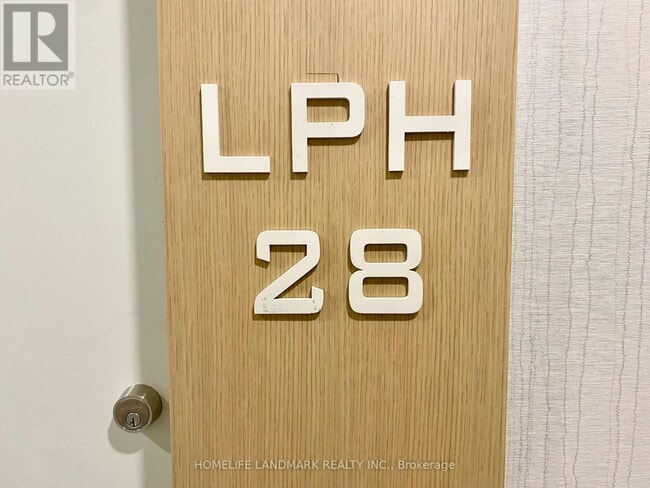 REALTOR®
LPH
28
HOMELIFE LANDMARK REALTY INC., Brokerage